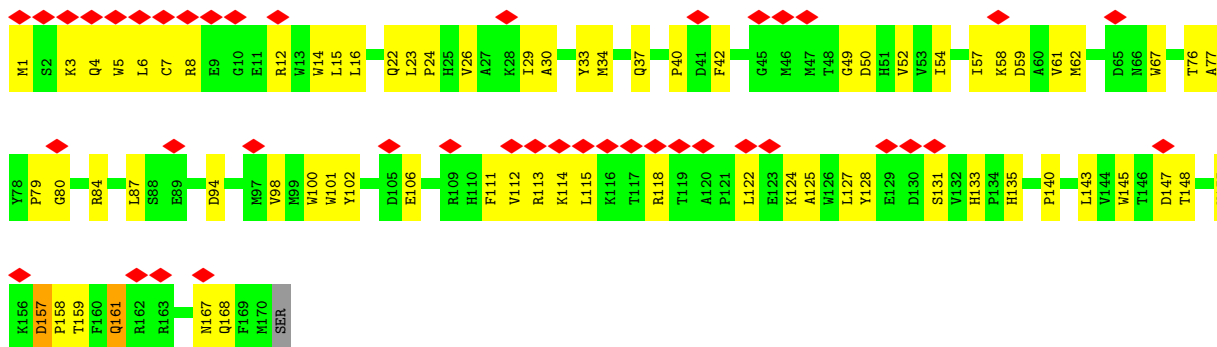 M1 S2 K3 Q4 W5 L6 C7 R8 E9 G10 E11 R12 W13 W14 L15 L16 Q22 L23 P24 H25 V26 A27 K28 I29 A30 Y33 M34 Q37 P40 D41 F42 G45 M46 M47 T48 G49 D50 H51 V52 V53 I54 I57 K58 D59 A60 V61 M62 D65 N66 W67 T76 A77
Y78 P79 G80 R84 L87 S88 E89 D94 M97 V98 M99 W100 W101 Y102 D105 E106 R109 H110 F111 V112 R113 K114 L115 K116 T117 R118 T119 A120 P121 L122 E123 K124 A125 W126 L127 Y128 E129 D130 S131 V132 H133 P134 H135 P140 L143 V144 W145 T146 D147 T148
K156 D157 P158 T159 F160 Q161 R162 R163 N167 Q168 F169 M170 SER